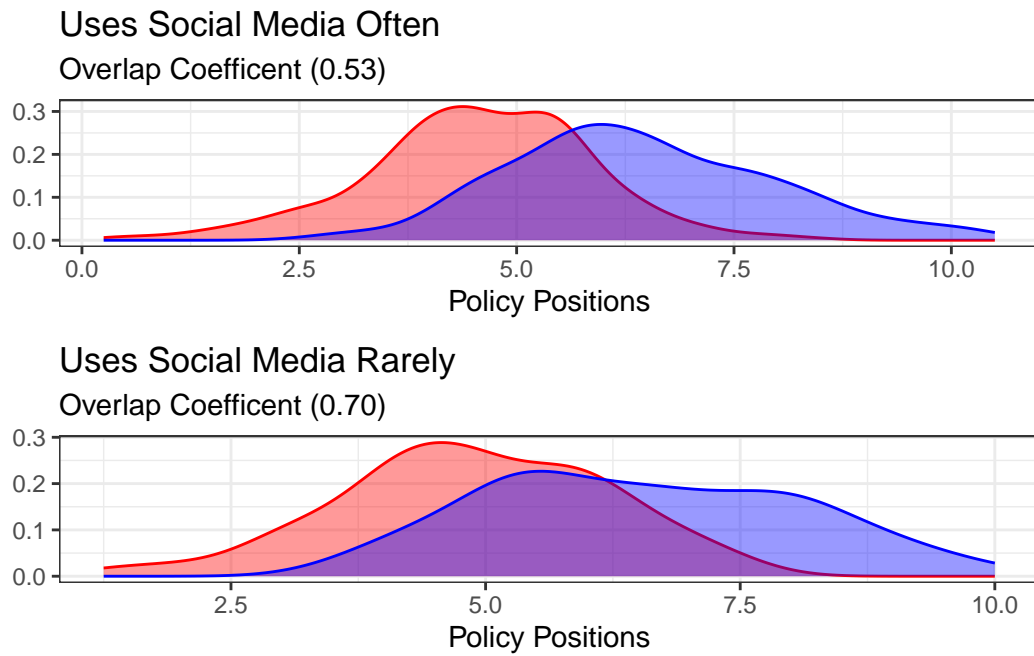 Uses Social Media Often
Overlap Coefficent (0.53)
0.3
0.2
0.1
0.0
0.0 2.5 5.0 7.5 10.0
Policy Positions
Uses Social Media Rarely
Overlap Coefficent (0.70)
0.3
0.2
0.1
0.0
2.5 5.0 7.5 10.0
Policy Positions